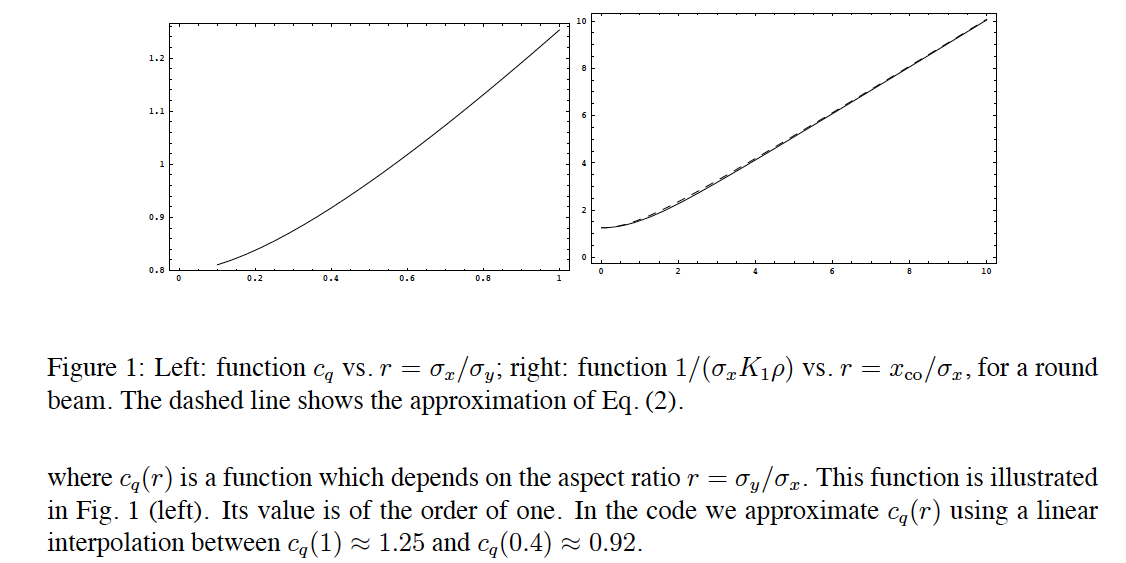 1.2
1.1
1
0.9
0.8
0 0.2 0.4 0.6 0.8 1
10
8
6
4
2
0
0 2 4 6 8 10
Figure 1: Left: function c_q vs. r = σ_x/σ_y; right: function 1/(σ_xK_1ρ) vs. r = x_co/σ_x, for a round
beam. The dashed line shows the approximation of Eq. (2).
where c_q(r) is a function which depends on the aspect ratio r = σ_y/σ_x. This function is illustrated
in Fig. 1 (left). Its value is of the order of one. In the code we approximate c_q(r) using a linear
interpolation between c_q(1) ≈ 1.25 and c_q(0.4) ≈ 0.92.